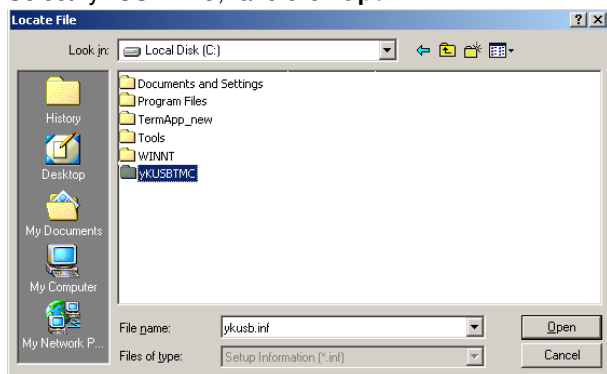 Locate File
Look in:
Local Disk (C:)
Documents and Settings
Program Files
TermApp_new
Tools
WINNT
yKUSBTMC
History
Desktop
My Documents
My Computer
My Network P...
File name:
ykusb.inf
Open
Files of type:
Setup Information (*.inf)
Cancel